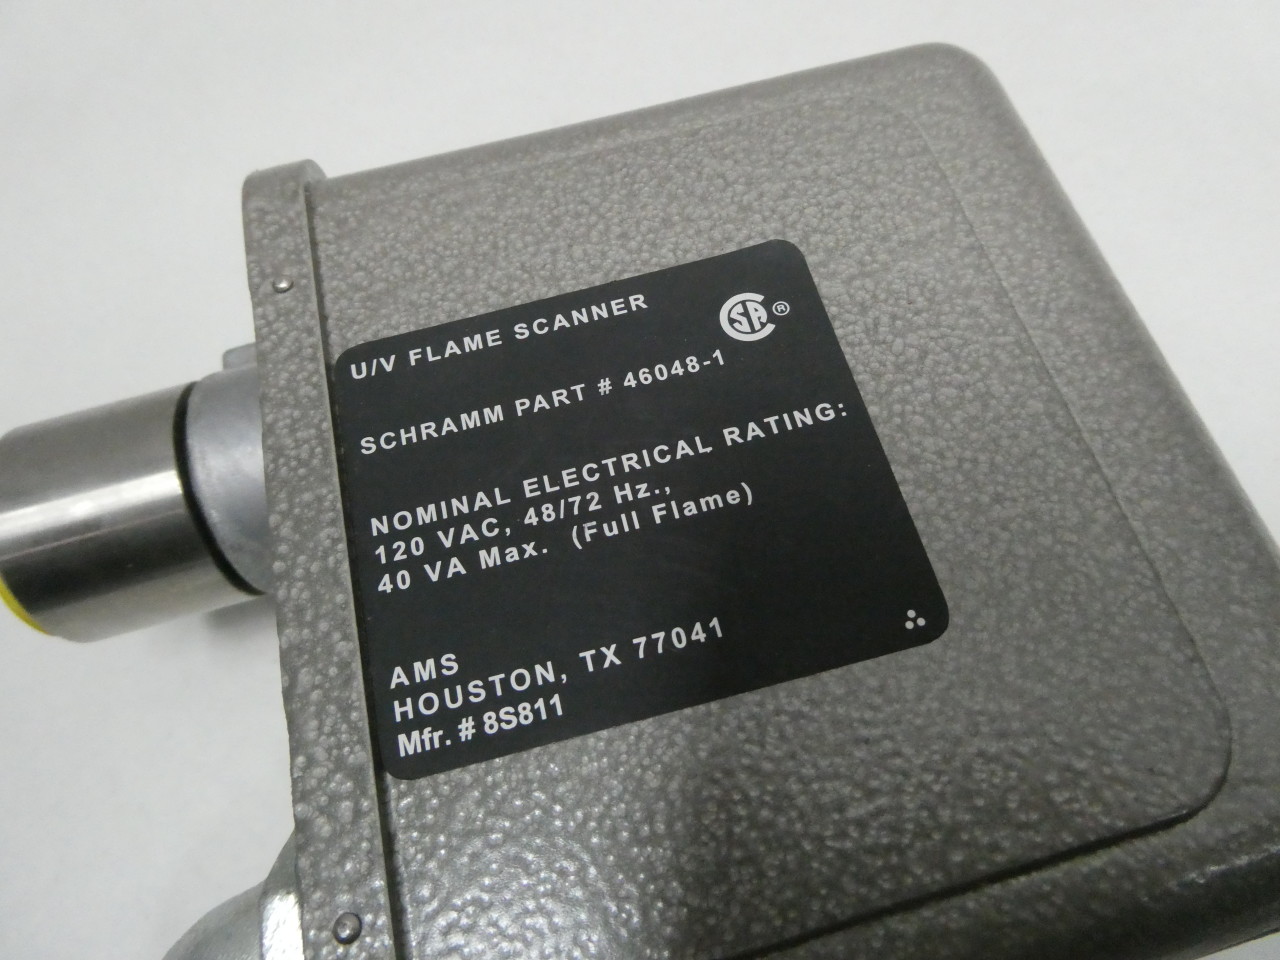 U/V FLAME SCANNER
CSA ®
SCHRAMM PART # 46048-1
NOMINAL ELECTRICAL RATING:
120 VAC, 48/72 Hz.,
40 VA Max. (Full Flame)
AMS
HOUSTON, TX 77041
Mfr. # 8S811